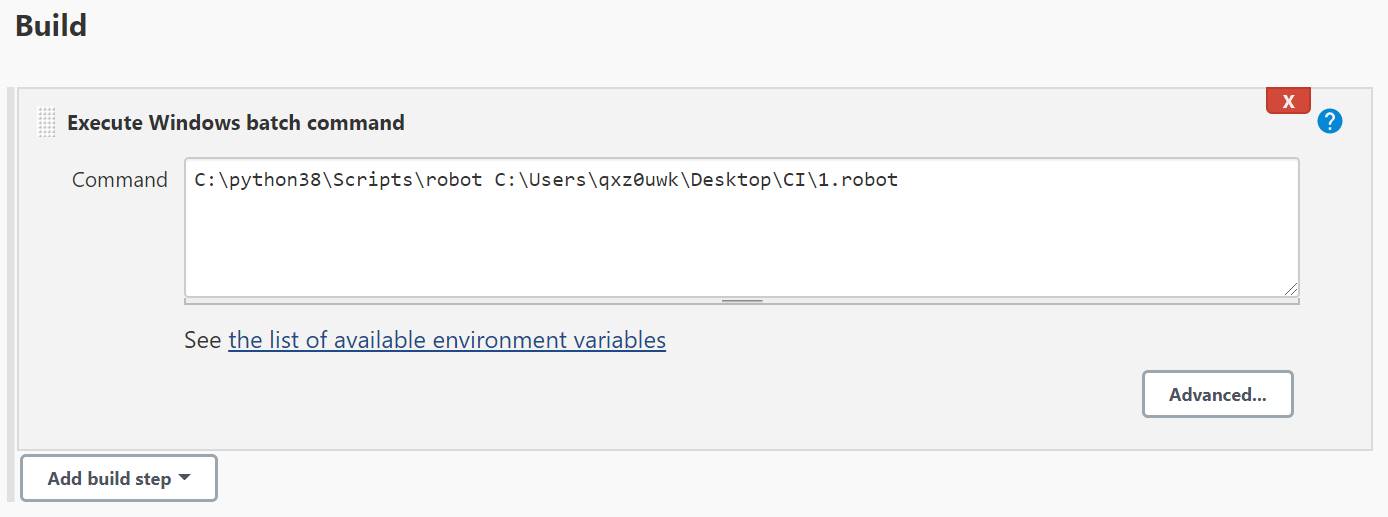 Build
X
Execute Windows batch command
?
Command C:\python38\Scripts\robot C:\Users\qxz0uwk\Desktop\CI\1.robot
See the list of available environment variables
Advanced...
Add build step